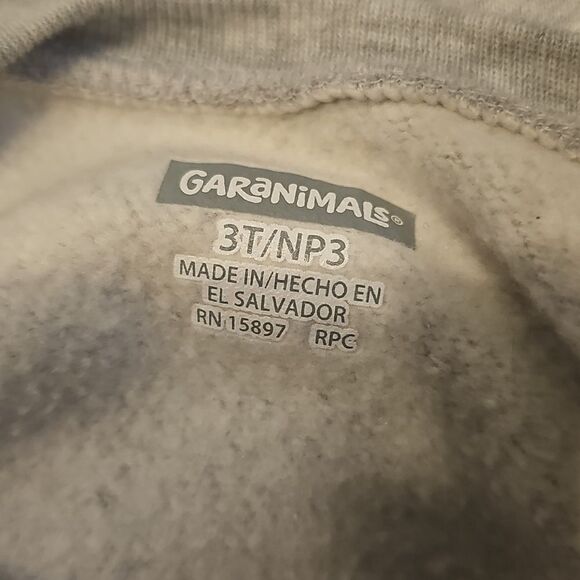 GARANIMALS®
3T/NP3
MADE IN/HECHO EN
EL SALVADOR
RN 15897 RPC